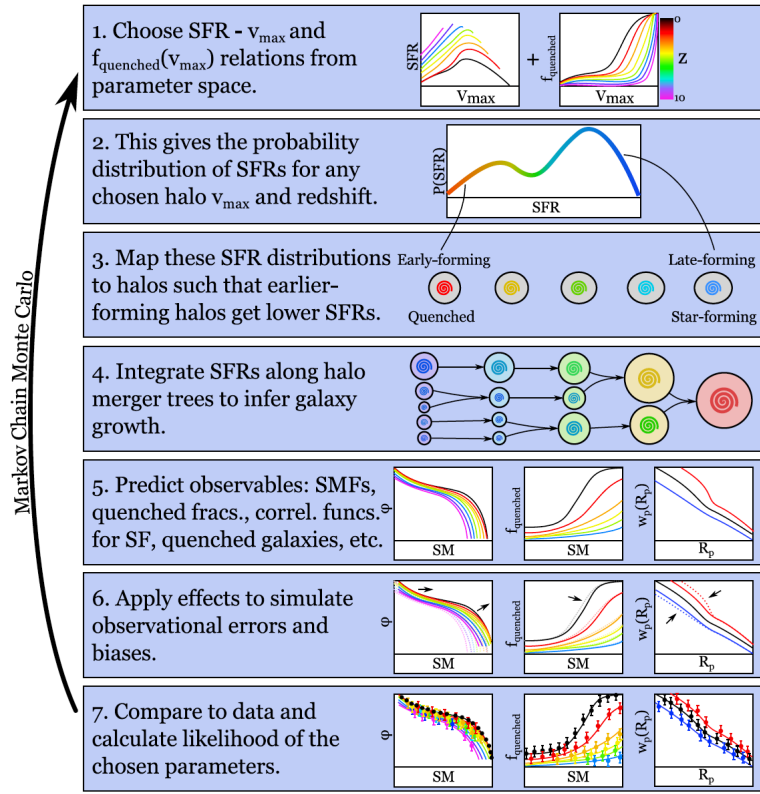 Markov Chain Monte Carlo
1. Choose SFR - vmax and
fquenched(vmax) relations from
parameter space.
SFR
Vmax
+
fquenched
Vmax
0
Z
10
2. This gives the probability
distribution of SFRs for any
chosen halo vmax and redshift.
P(SFR)
SFR
3. Map these SFR distributions
to halos such that earlier-
forming halos get lower SFRs.
Early-forming
Late-forming
Quenched
Star-forming
4. Integrate SFRs along halo
merger trees to infer galaxy
growth.
5. Predict observables: SMFs,
quenched fracs., correl. funcs.
for SF, quenched galaxies, etc.
φ
SM
fquenched
SM
wp(Rp)
Rp
6. Apply effects to simulate
observational errors and
biases.
φ
SM
fquenched
SM
wp(Rp)
Rp
7. Compare to data and
calculate likelihood of the
chosen parameters.
φ
SM
fquenched
SM
wp(Rp)
Rp